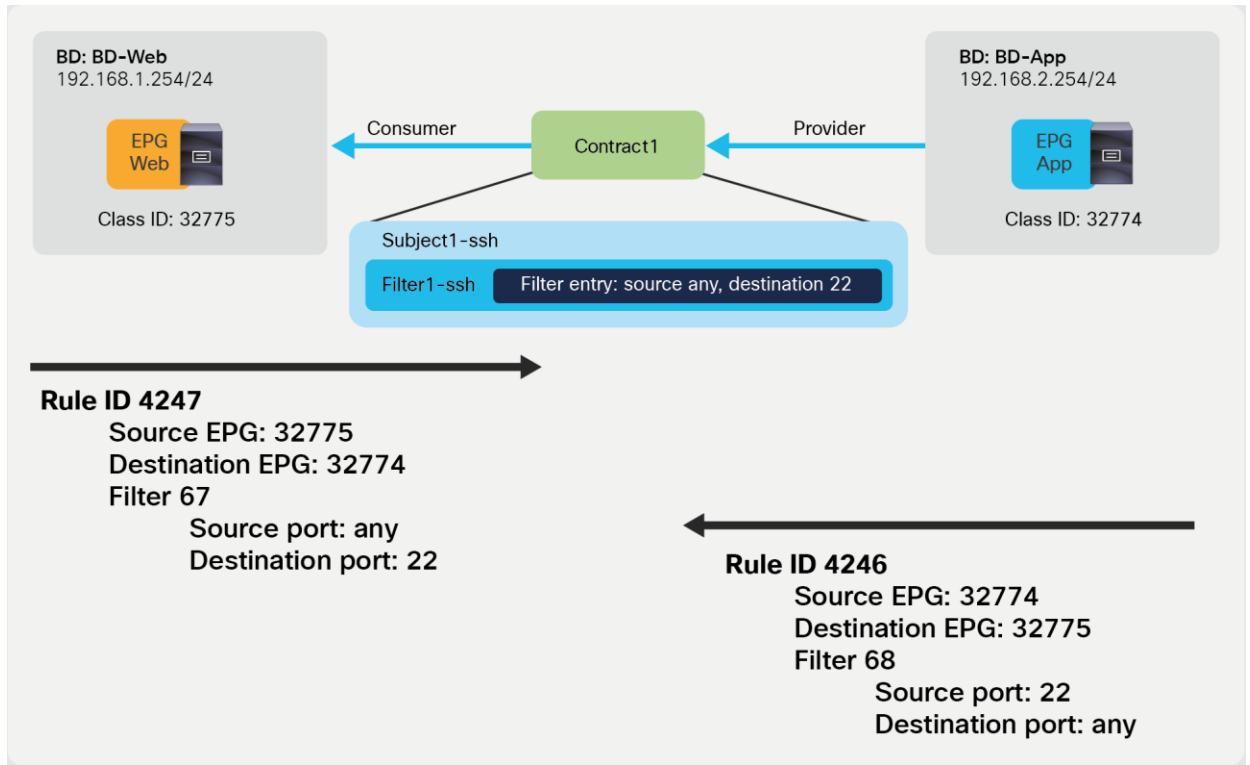 BD: BD-Web
192.168.1.254/24
EPG
Web
Class ID: 32775
Consumer
Contract1
Provider
BD: BD-App
192.168.2.254/24
EPG
App
Class ID: 32774
Subject1-ssh
Filter1-ssh
Filter entry: source any, destination 22
Rule ID 4247
Source EPG: 32775
Destination EPG: 32774
Filter 67
Source port: any
Destination port: 22
Rule ID 4246
Source EPG: 32774
Destination EPG: 32775
Filter 68
Source port: 22
Destination port: any